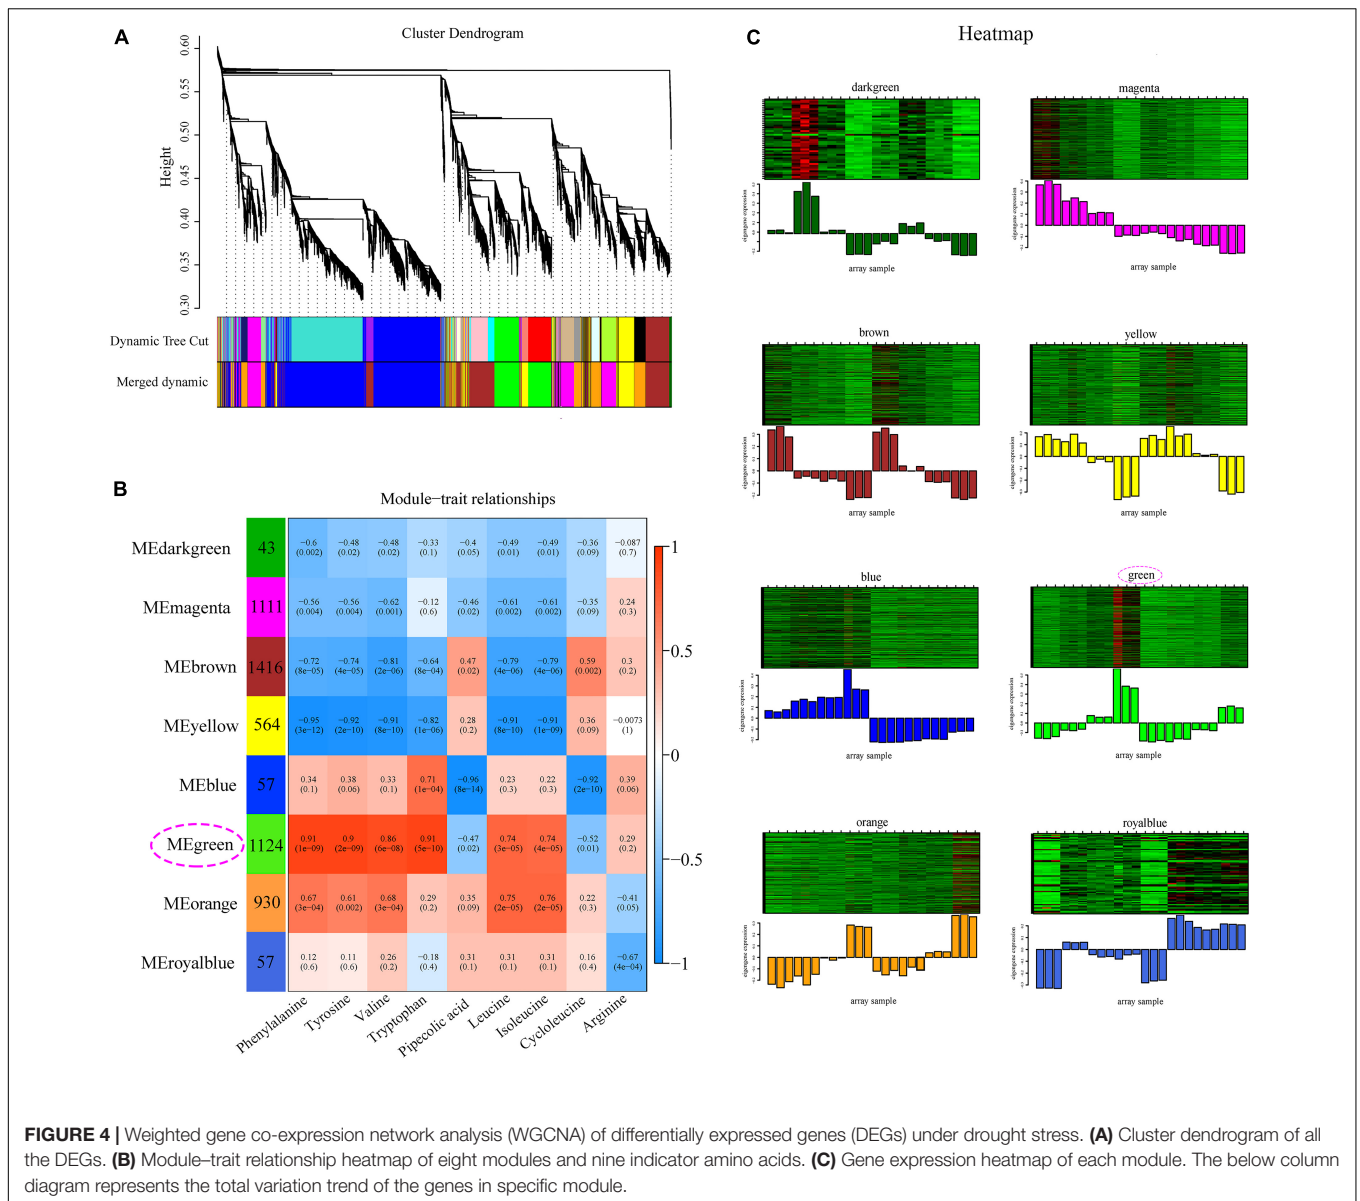 A
Cluster Dendrogram
Height
0.60
0.55
0.50
0.45
0.40
0.35
0.30
Dynamic Tree Cut
Merged dynamic
B
Module−trait relationships
MEdarkgreen 43 −0.6 −0.48 −0.48 −0.33 −0.4 −0.49 −0.49 −0.36 −0.087
(0.002) (0.02) (0.02) (0.1) (0.05) (0.01) (0.01) (0.09) (0.7)
MEmagenta 1111 −0.56 −0.56 −0.62 −0.12 −0.46 −0.61 −0.61 −0.35 0.24
(0.004) (0.004) (0.001) (0.6) (0.02) (0.002) (0.002) (0.09) (0.3)
MEbrown 1416 −0.72 −0.74 −0.81 −0.64 0.47 −0.79 −0.79 0.59 0.3
(8e−05) (4e−05) (2e−06) (8e−04) (0.02) (4e−06) (4e−06) (0.002) (0.2)
MEyellow 564 −0.95 −0.92 −0.91 −0.82 0.28 −0.91 −0.91 0.36 −0.0073
(3e−12) (2e−10) (8e−10) (1e−06) (0.2) (8e−10) (1e−09) (0.09) (1)
MEblue 57 0.34 0.38 0.33 0.71 −0.96 0.23 0.22 −0.92 0.39
(0.1) (0.06) (0.1) (1e−04) (8e−14) (0.3) (0.3) (2e−10) (0.06)
MEgreen 1124 0.91 0.9 0.86 0.91 −0.47 0.74 0.74 −0.52 0.29
(1e−09) (2e−09) (6e−08) (5e−10) (0.02) (3e−05) (4e−05) (0.01) (0.2)
MEorange 930 0.67 0.61 0.68 0.29 0.35 0.75 0.76 0.22 −0.41
(3e−04) (0.002) (3e−04) (0.2) (0.09) (2e−05) (2e−05) (0.3) (0.05)
MEroyalblue 57 0.12 0.11 0.26 −0.18 0.31 0.31 0.31 0.16 −0.67
(0.6) (0.6) (0.2) (0.4) (0.1) (0.1) (0.1) (0.4) (4e−04)
Phenylalanine Tyrosine Valine Tryptophan Pipecolic acid Leucine Isoleucine Cycloleucine Arginine
1
0.5
0
−0.5
−1
C
Heatmap
darkgreen
eigengene expression
array sample
magenta
eigengene expression
array sample
brown
eigengene expression
array sample
yellow
eigengene expression
array sample
blue
eigengene expression
array sample
green
eigengene expression
array sample
orange
eigengene expression
array sample
royalblue
eigengene expression
array sample
FIGURE 4 | Weighted gene co-expression network analysis (WGCNA) of differentially expressed genes (DEGs) under drought stress. (A) Cluster dendrogram of all
the DEGs. (B) Module–trait relationship heatmap of eight modules and nine indicator amino acids. (C) Gene expression heatmap of each module. The below column
diagram represents the total variation trend of the genes in specific module.